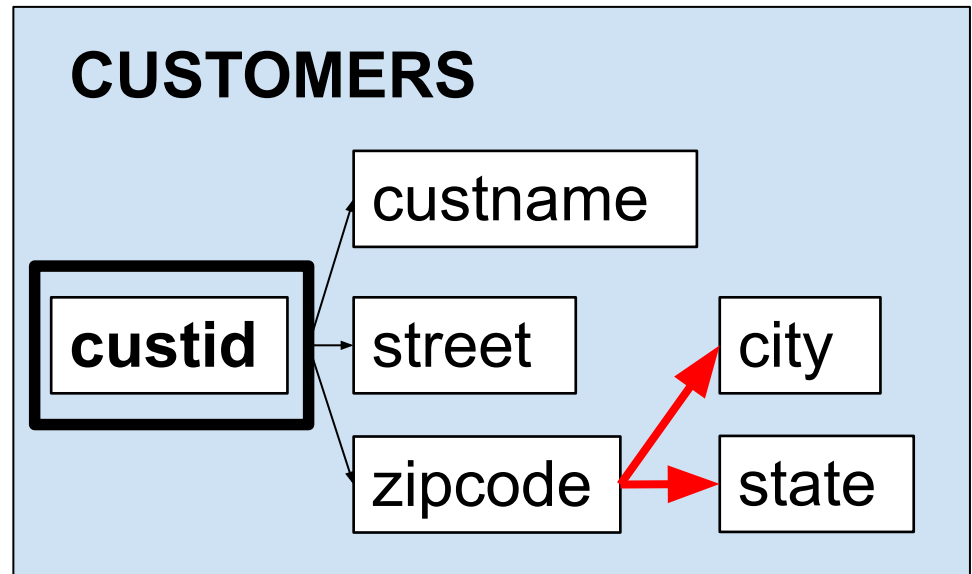 CUSTOMERS
custname
custid
street
city
zipcode
state